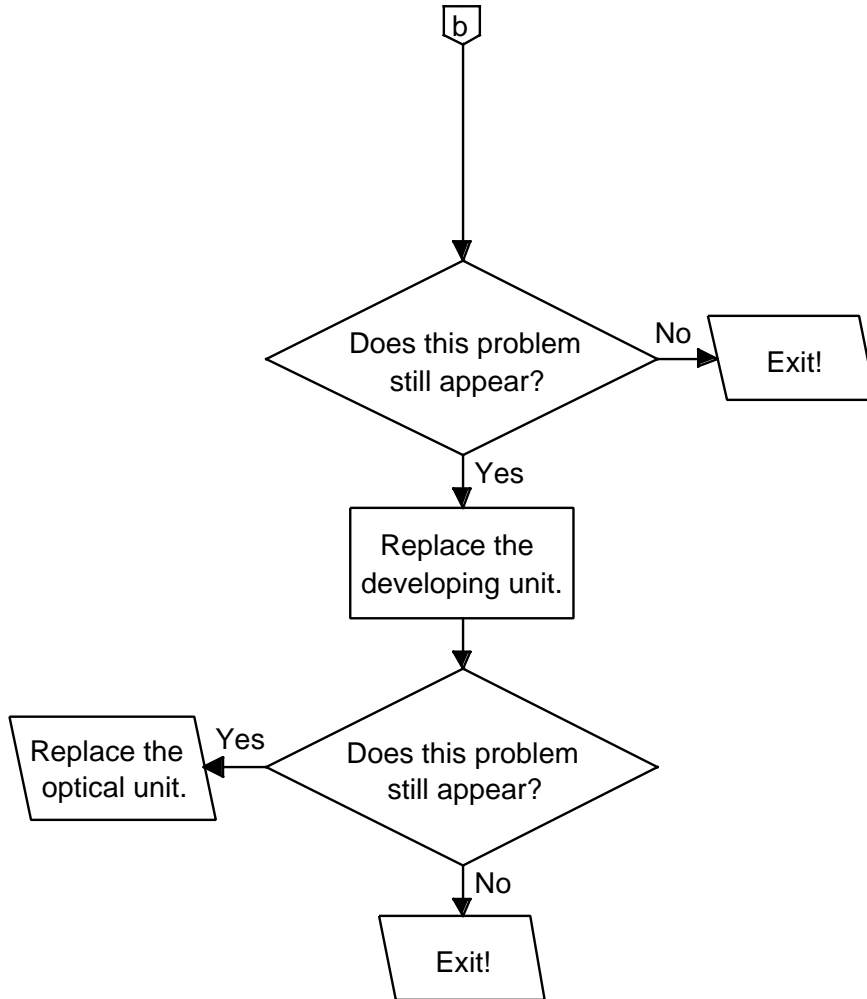 b
Does this problem
still appear?
No
Exit!
Yes
Replace the
developing unit.
Yes
Replace the
optical unit.
Does this problem
still appear?
No
Exit!